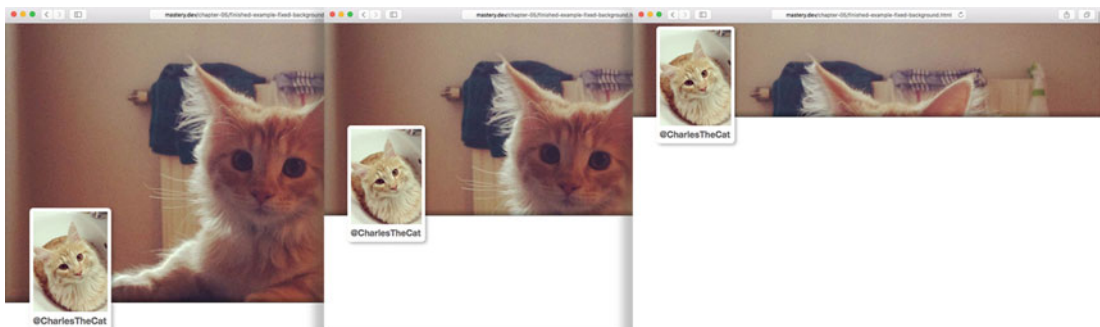 mastery.dev/chapter-05/finished-example-fixed-background
mastery.dev/chapter-05/finished-example-fixed-background.h
mastery.dev/chapter-05/finished-example-fixed-background.html
@CharlesTheCat
@CharlesTheCat
@CharlesTheCat